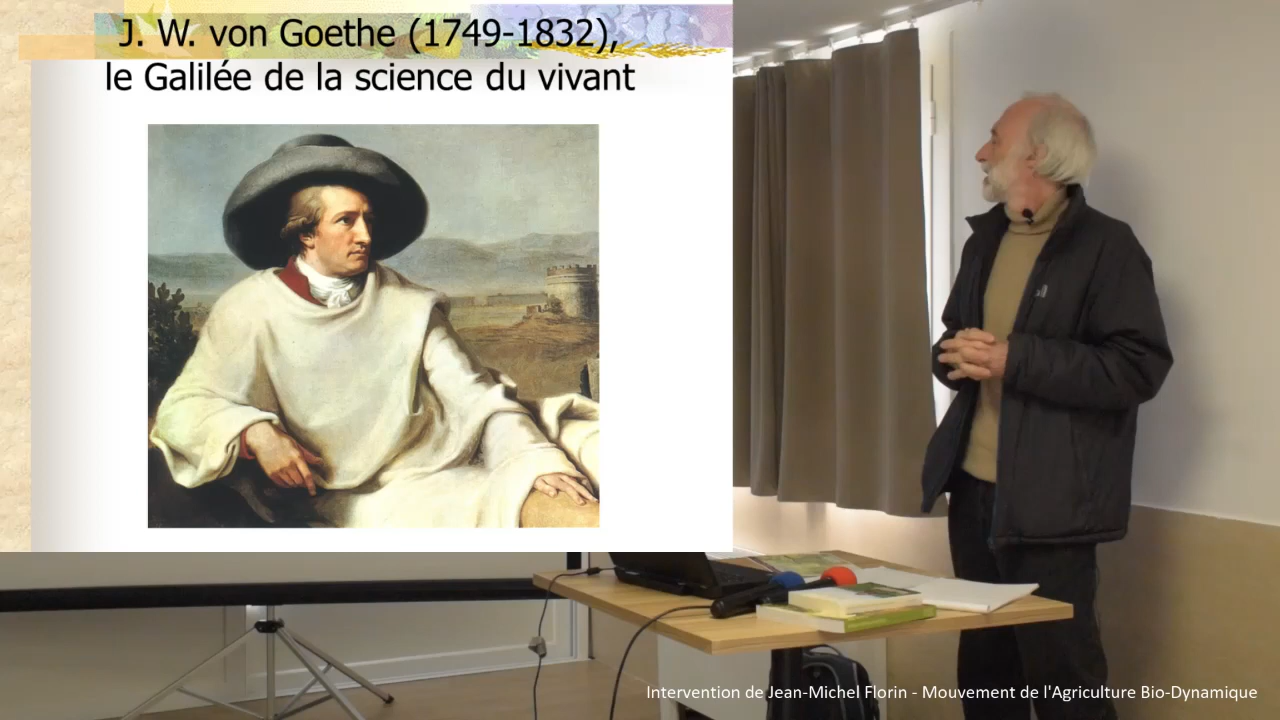 J. W. von Goethe (1749-1832),
le Galilée de la science du vivant
Intervention de Jean-Michel Florin - Mouvement de l'Agriculture Bio-Dynamique